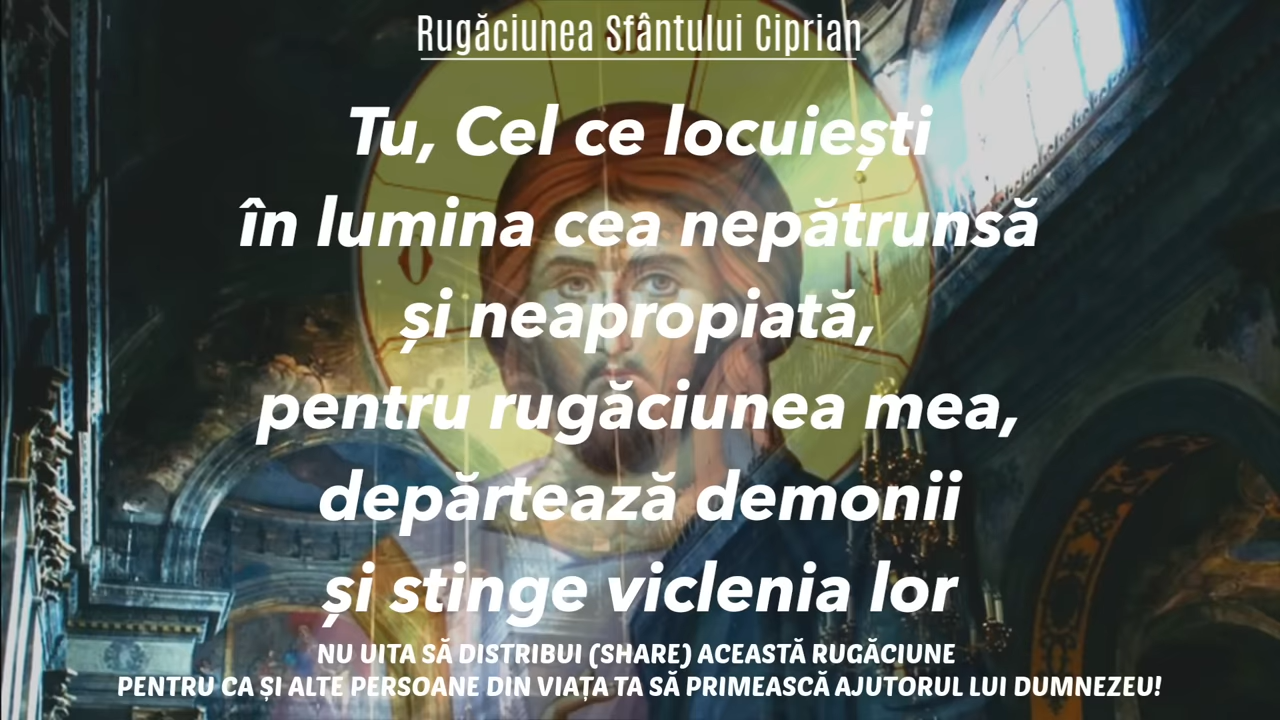 Rugăciunea Sfântului Ciprian
Tu, Cel ce locuiești
în lumina cea nepătrunsă
și neapropiată,
pentru rugăciunea mea,
depărtează demonii
și stinge viclenia lor
NU UITA SĂ DISTRIBUI (SHARE) ACEASTĂ RUGĂCIUNE
PENTRU CA ȘI ALTE PERSOANE DIN VIAȚA TA SĂ PRIMEASCĂ AJUTORUL LUI DUMNEZEU!